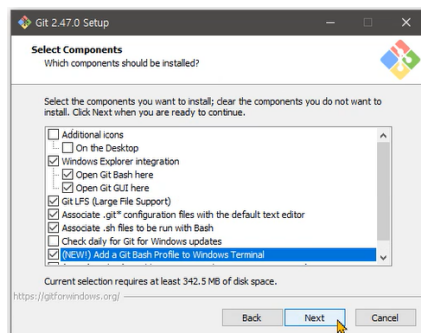 Git 2.47.0 Setup
Select Components
Which components should be installed?
Select the components you want to install; clear the components you do not want to
install. Click Next when you are ready to continue.
Additional icons
On the Desktop
Windows Explorer integration
Open Git Bash here
Open Git GUI here
Git LFS (Large File Support)
Associate .git* configuration files with the default text editor
Associate .sh files to be run with Bash
Check daily for Git for Windows updates
(NEW!) Add a Git Bash Profile to Windows Terminal
Current selection requires at least 342.5 MB of disk space.
https://gitforwindows.org/
Back Next Cancel